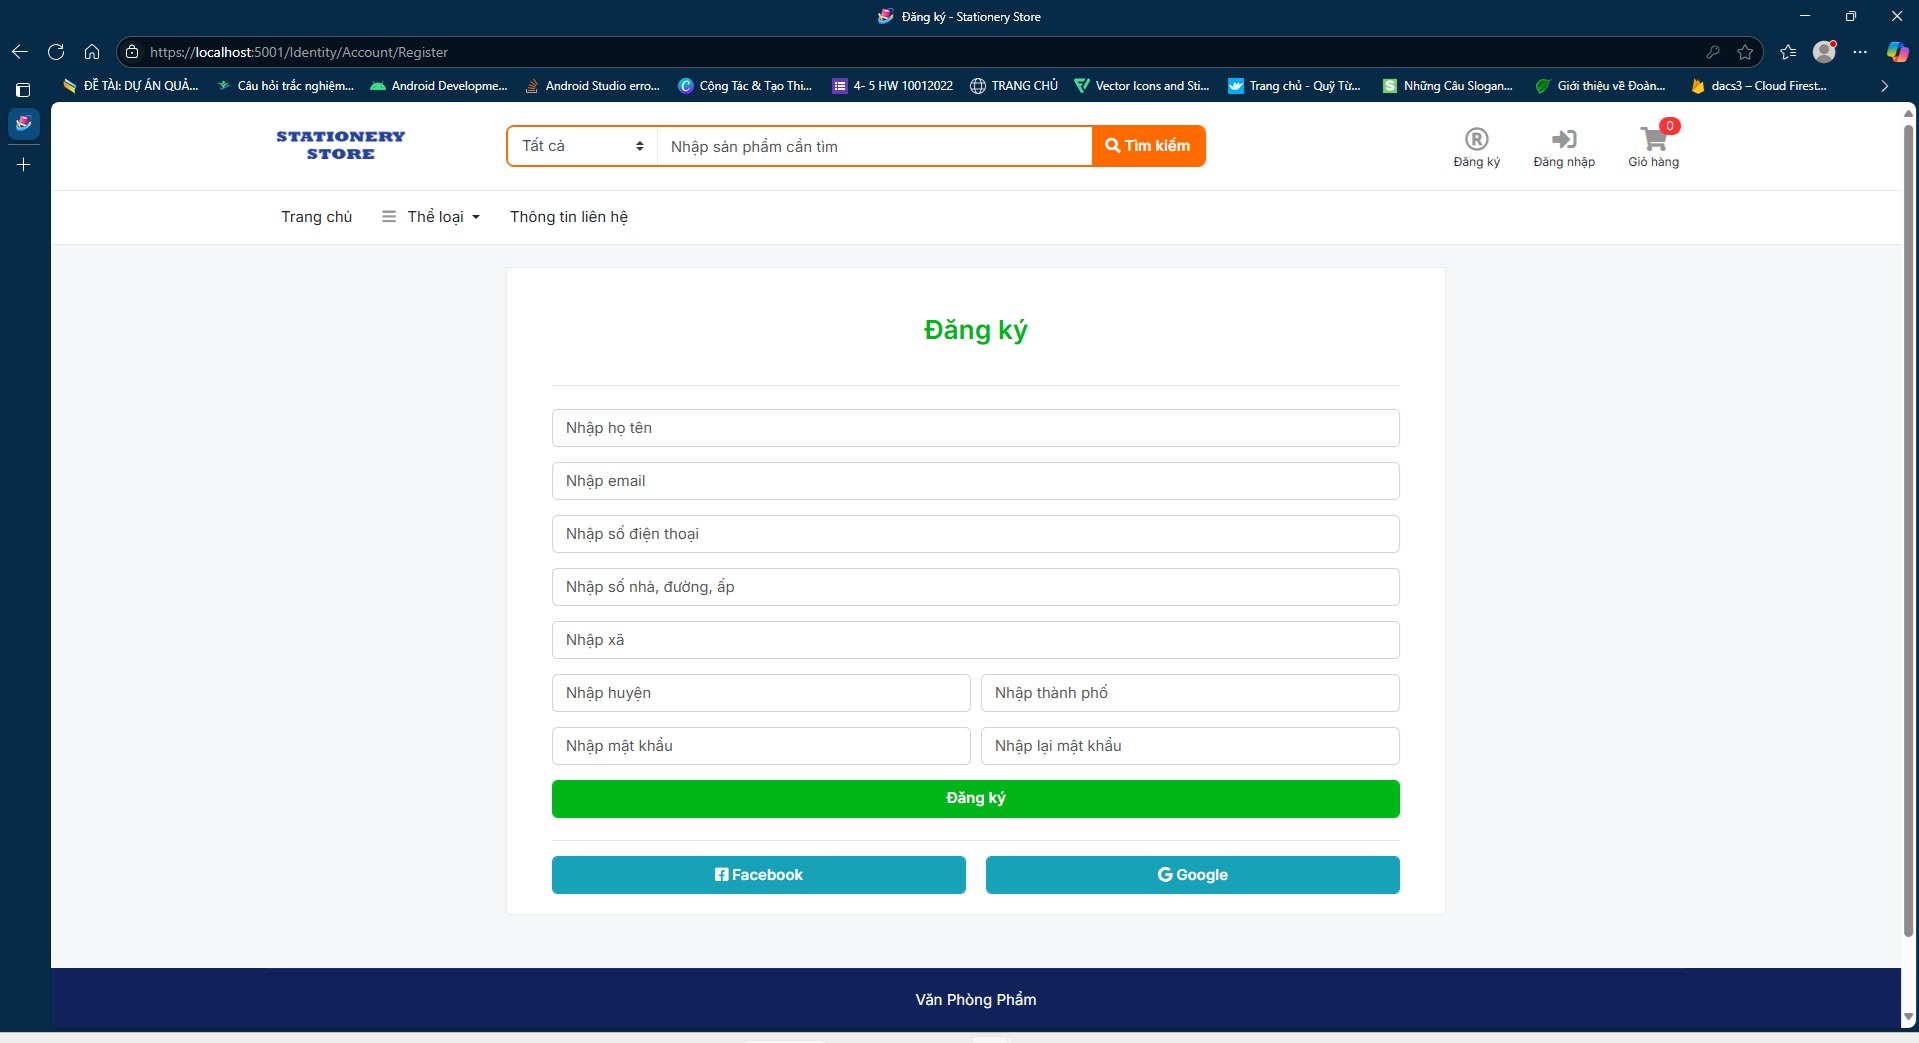 Đăng ký - Stationery Store
https://localhost:5001/Identity/Account/Register
ĐỀ TÀI: DỰ ÁN QUẢ...
Câu hỏi trắc nghiệm...
Android Developme...
Android Studio erro...
Cộng Tác & Tạo Thi...
4- 5 HW 10012022
TRANG CHỦ
Vector Icons and Sti...
Trang chủ - Quỹ Từ...
Những Câu Slogan...
Giới thiệu về Đoàn...
dacs3 – Cloud Firest...
STATIONERY
STORE
Tất cả
Nhập sản phẩm cần tìm
Tìm kiếm
Đăng ký
Đăng nhập
0
Giỏ hàng
Trang chủ
Thể loại
Thông tin liên hệ
Đăng ký
Nhập họ tên
Nhập email
Nhập số điện thoại
Nhập số nhà, đường, ấp
Nhập xã
Nhập huyện
Nhập thành phố
Nhập mật khẩu
Nhập lại mật khẩu
Đăng ký
Facebook
Google
Văn Phòng Phẩm